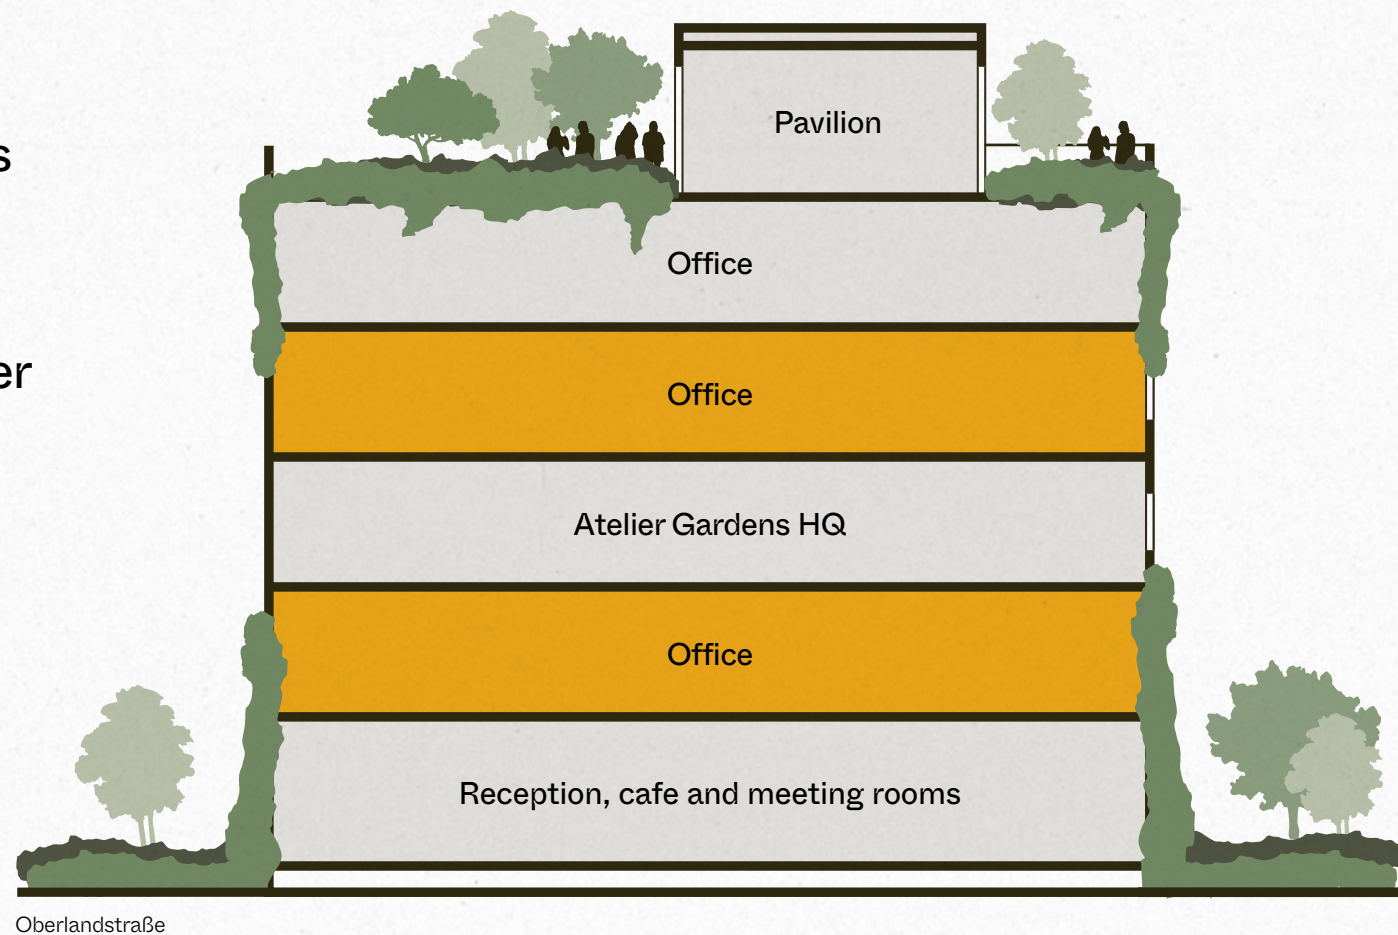 Pavilion
Office
Office
Atelier Gardens HQ
Office
Reception, cafe and meeting rooms
Oberlandstraße